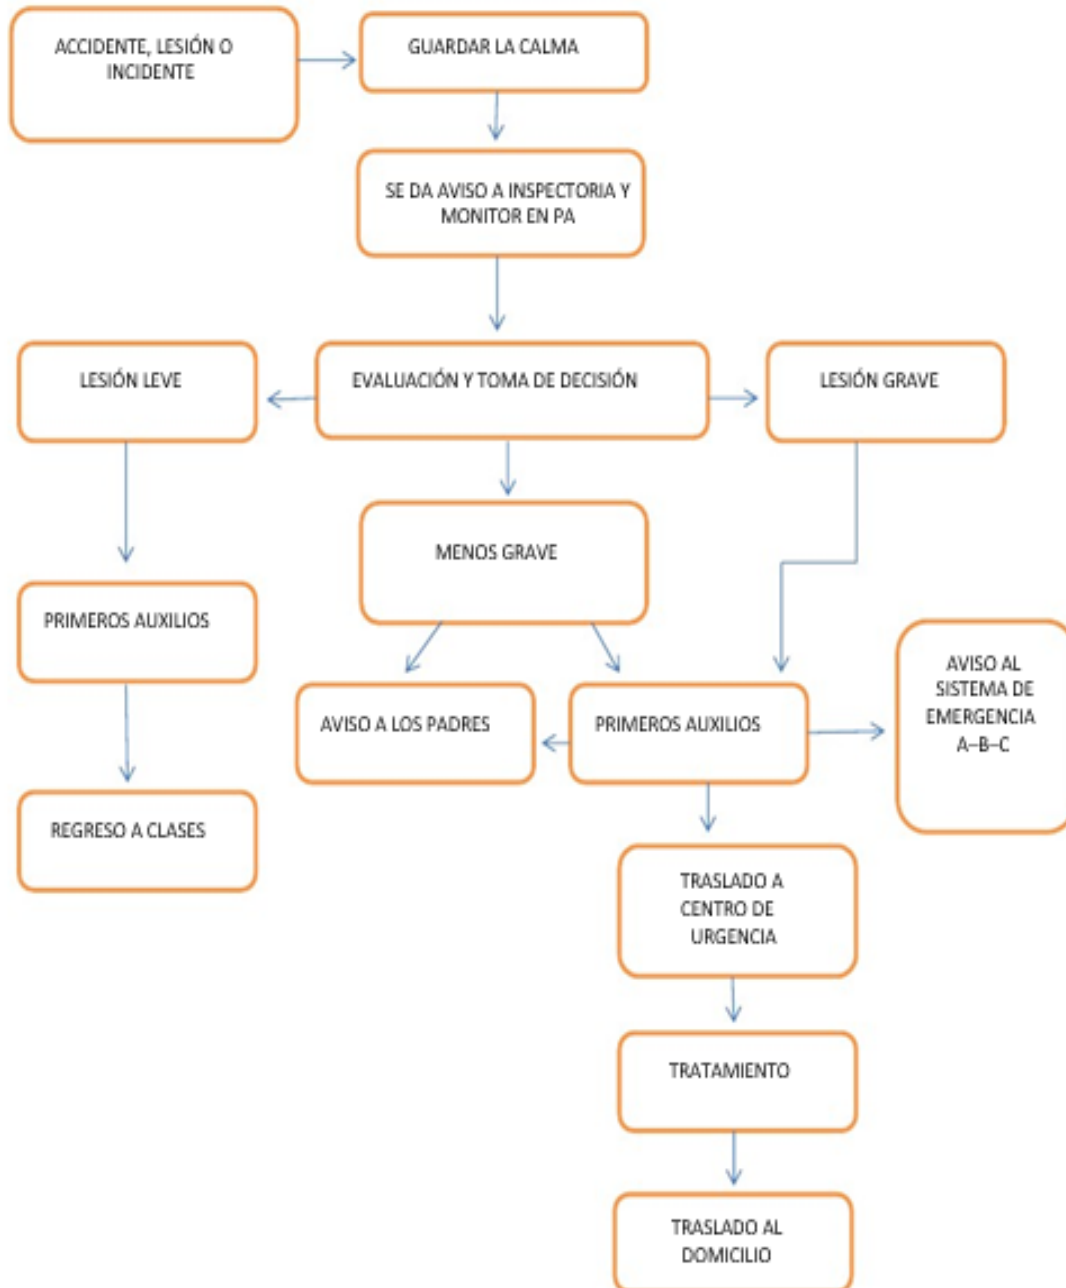 ACCIDENTE, LESIÓN O
INCIDENTE
GUARDAR LA CALMA
SE DA AVISO A INSPECTORIA Y
MONITOR EN PA
LESIÓN LEVE
EVALUACIÓN Y TOMA DE DECISIÓN
LESIÓN GRAVE
MENOS GRAVE
PRIMEROS AUXILIOS
AVISO A LOS PADRES
PRIMEROS AUXILIOS
AVISO AL
SISTEMA DE
EMERGENCIA
A–B–C
REGRESO A CLASES
TRASLADO A
CENTRO DE
URGENCIA
TRATAMIENTO
TRASLADO AL
DOMICILIO